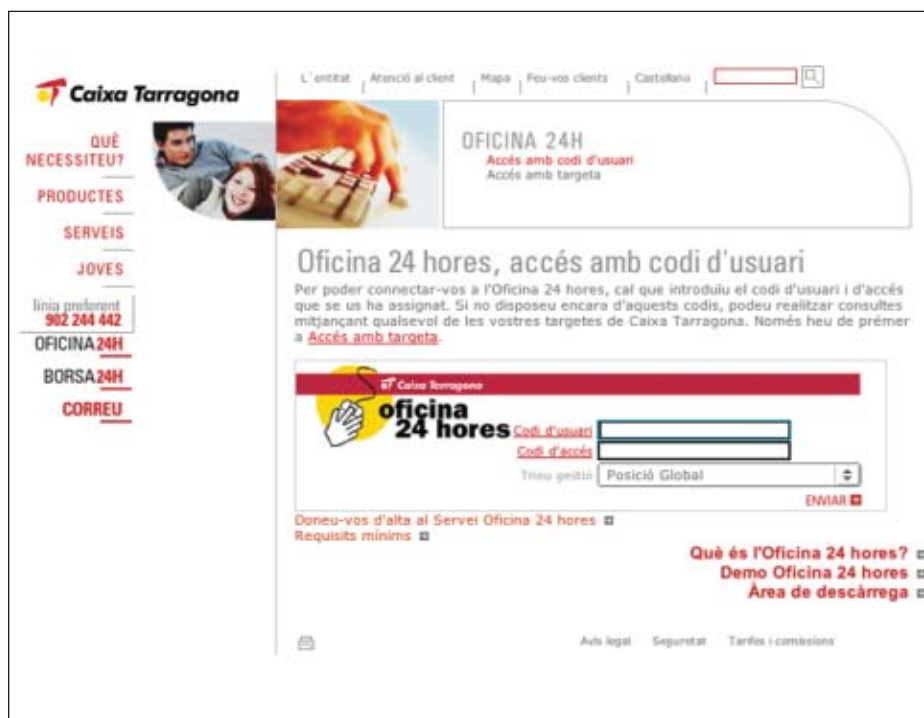 L'entitat
Atenció al client
Mapa
Feu-vos clients
Castellano
Caixa Tarragona
QUÈ
NECESSITEU?
PRODUCTES
SERVEIS
JOVES
línia preferent
902 244 442
OFICINA 24H
BORSA 24H
CORREU
OFICINA 24H
Accés amb codi d'usuari
Accés amb targeta
Oficina 24 hores, accés amb codi d'usuari
Per poder connectar-vos a l'Oficina 24 hores, cal que introduïu el codi d'usuari i d'accés
que se us ha assignat. Si no disposeu encara d'aquests codis, podeu realitzar consultes
mitjançant qualsevol de les vostres targetes de Caixa Tarragona. Només heu de prémer
a Accés amb targeta.
Caixa Tarragona
oficina
24 hores
Codi d'usuari
Codi d'accés
Trieu gestió
Posició Global
ENVIAR
Doneu-vos d'alta al Servei Oficina 24 hores
Requisits mínims
Què és l'Oficina 24 hores?
Demo Oficina 24 hores
Àrea de descàrrega
Avís legal
Seguretat
Tarifes i comissions